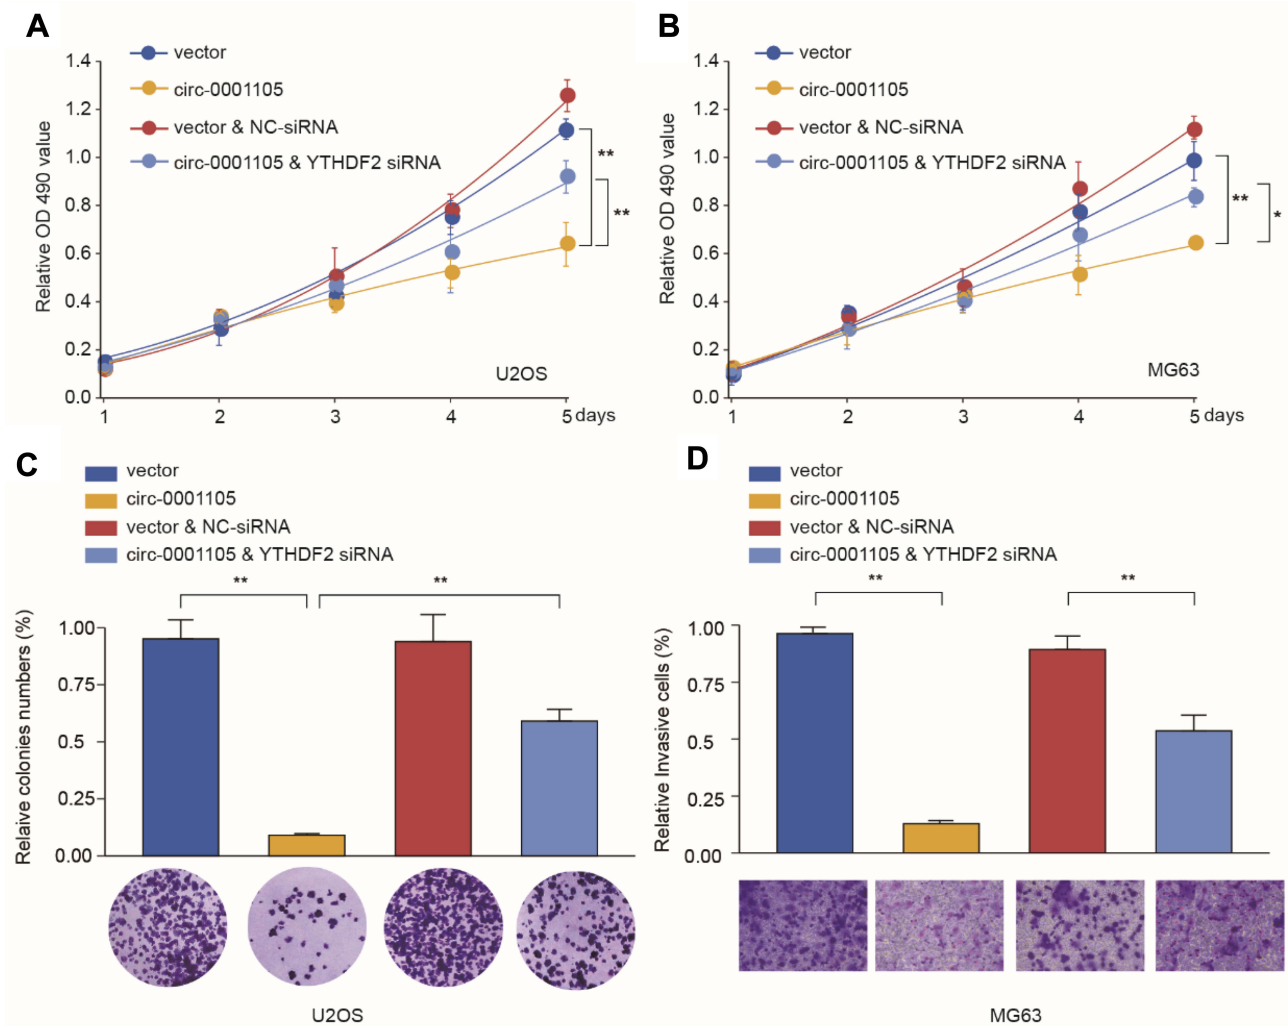 A
vector
circ-0001105
vector & NC-siRNA
circ-0001105 & YTHDF2 siRNA
Relative OD 490 value
1.4
1.2
1.0
0.8
0.6
0.4
0.2
0.0
**
**
U2OS
1 2 3 4 5 days
B
vector
circ-0001105
vector & NC-siRNA
circ-0001105 & YTHDF2 siRNA
Relative OD 490 value
1.4
1.2
1.0
0.8
0.6
0.4
0.2
0.0
**
*
MG63
1 2 3 4 5 days
C
vector
circ-0001105
vector & NC-siRNA
circ-0001105 & YTHDF2 siRNA
** **
Relaive colonies numbers (%)
1.00
0.75
0.5
0.25
0.00
U2OS
D
vector
circ-0001105
vector & NC-siRNA
circ-0001105 & YTHDF2 siRNA
** **
Relative Invasive cells (%)
1.00
0.75
0.5
0.25
0.00
MG63